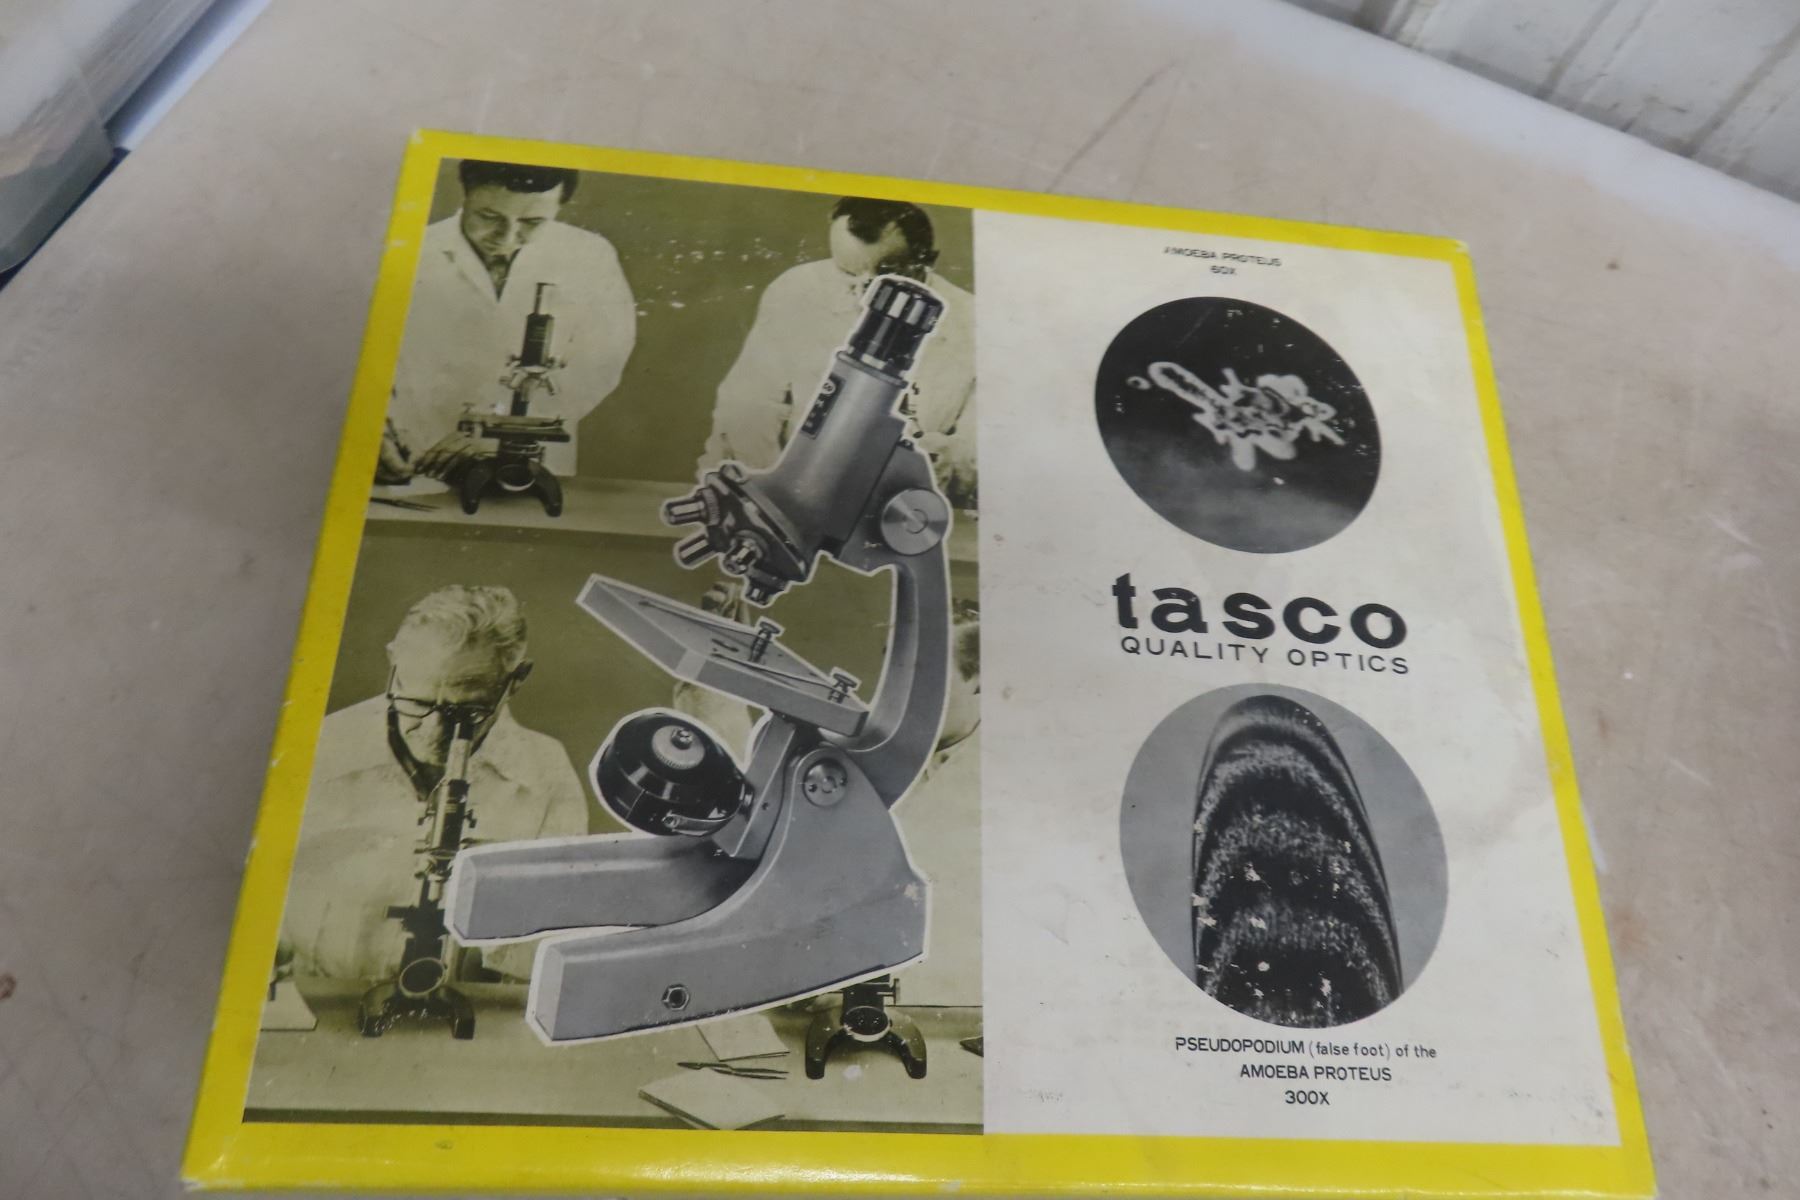 AMOEBA PROTEUS
60X
tasco
QUALITY OPTICS
PSEUDOPODIUM (false foot) of the
AMOEBA PROTEUS
300X